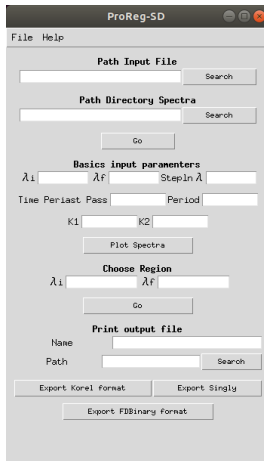 ProReg-SD
File Help
Path Input File
Search
Path Directory Spectra
Search
Go
Basics input paramenters
λi λf Stepln λ
Time Periast Pass Period
K1 K2
Plot Spectra
Choose Region
λi λf
Go
Print output file
Name
Path Search
Export Korel format Export Singly
Export FDBinary format